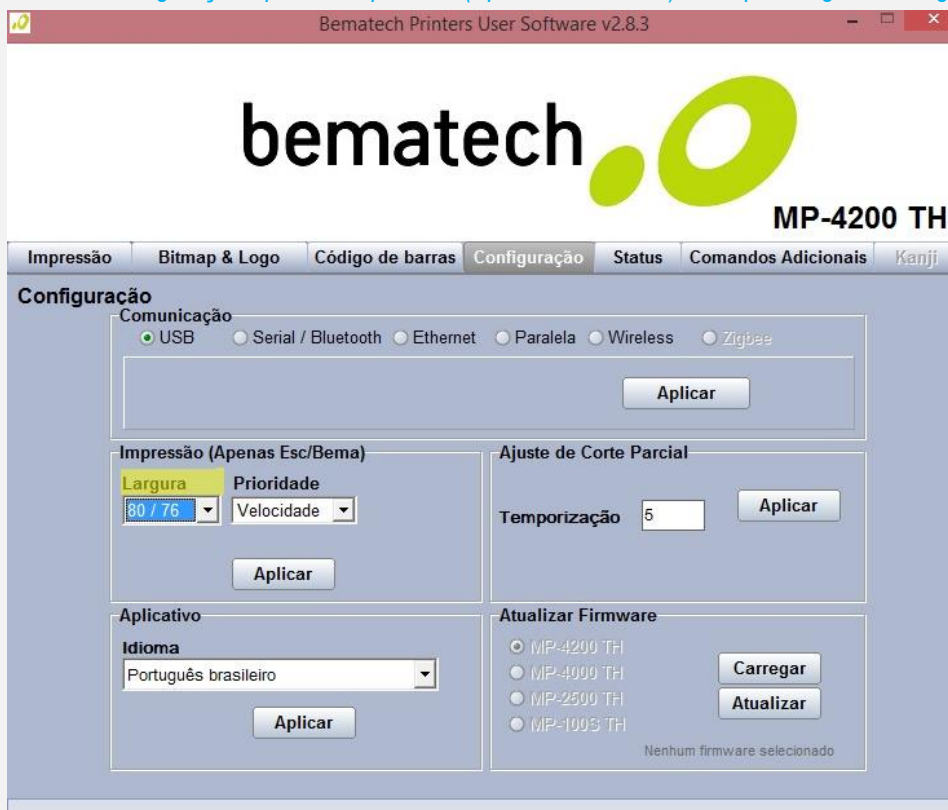 Bematech Printers User Software v2.8.3
bematech
MP-4200 TH
Impressão Bitmap & Logo Código de barras Configuração Status Comandos Adicionais Kanji
Configuração
Comunicação
USB Serial / Bluetooth Ethernet Paralela Wireless Zigbee
Aplicar
Impressão (Apenas Esc/Bema)
Largura Prioridade
80 / 76 Velocidade
Aplicar
Ajuste de Corte Parcial
Temporização 5 Aplicar
Aplicativo
Idioma
Português brasileiro
Aplicar
Atualizar Firmware
MP-4200 TH
MP-4000 TH
MP-2500 TH
MP-100S TH
Carregar
Atualizar
Nenhum firmware selecionado